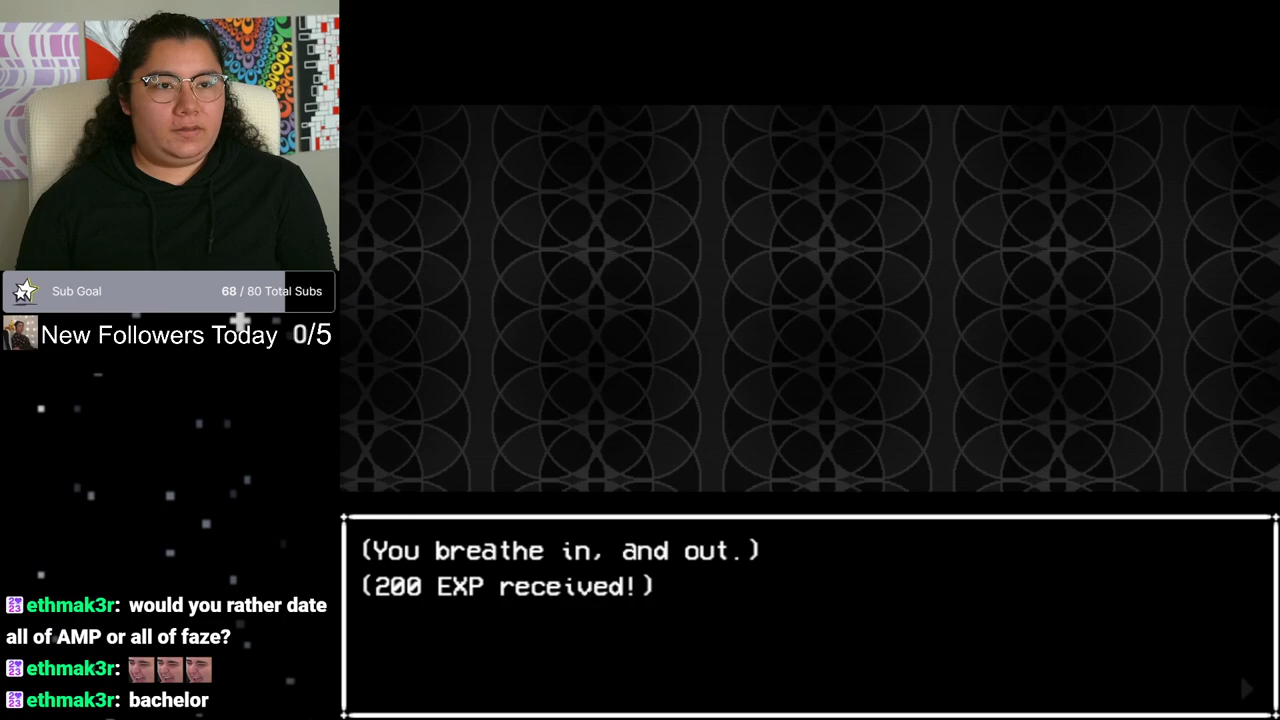 Sub Goal 68 / 80 Total Subs
New Followers Today 0/5
ethmak3r: would you rather date
all of AMP or all of faze?
ethmak3r:
ethmak3r: bachelor
(You breathe in, and out.)
(200 EXP received!)